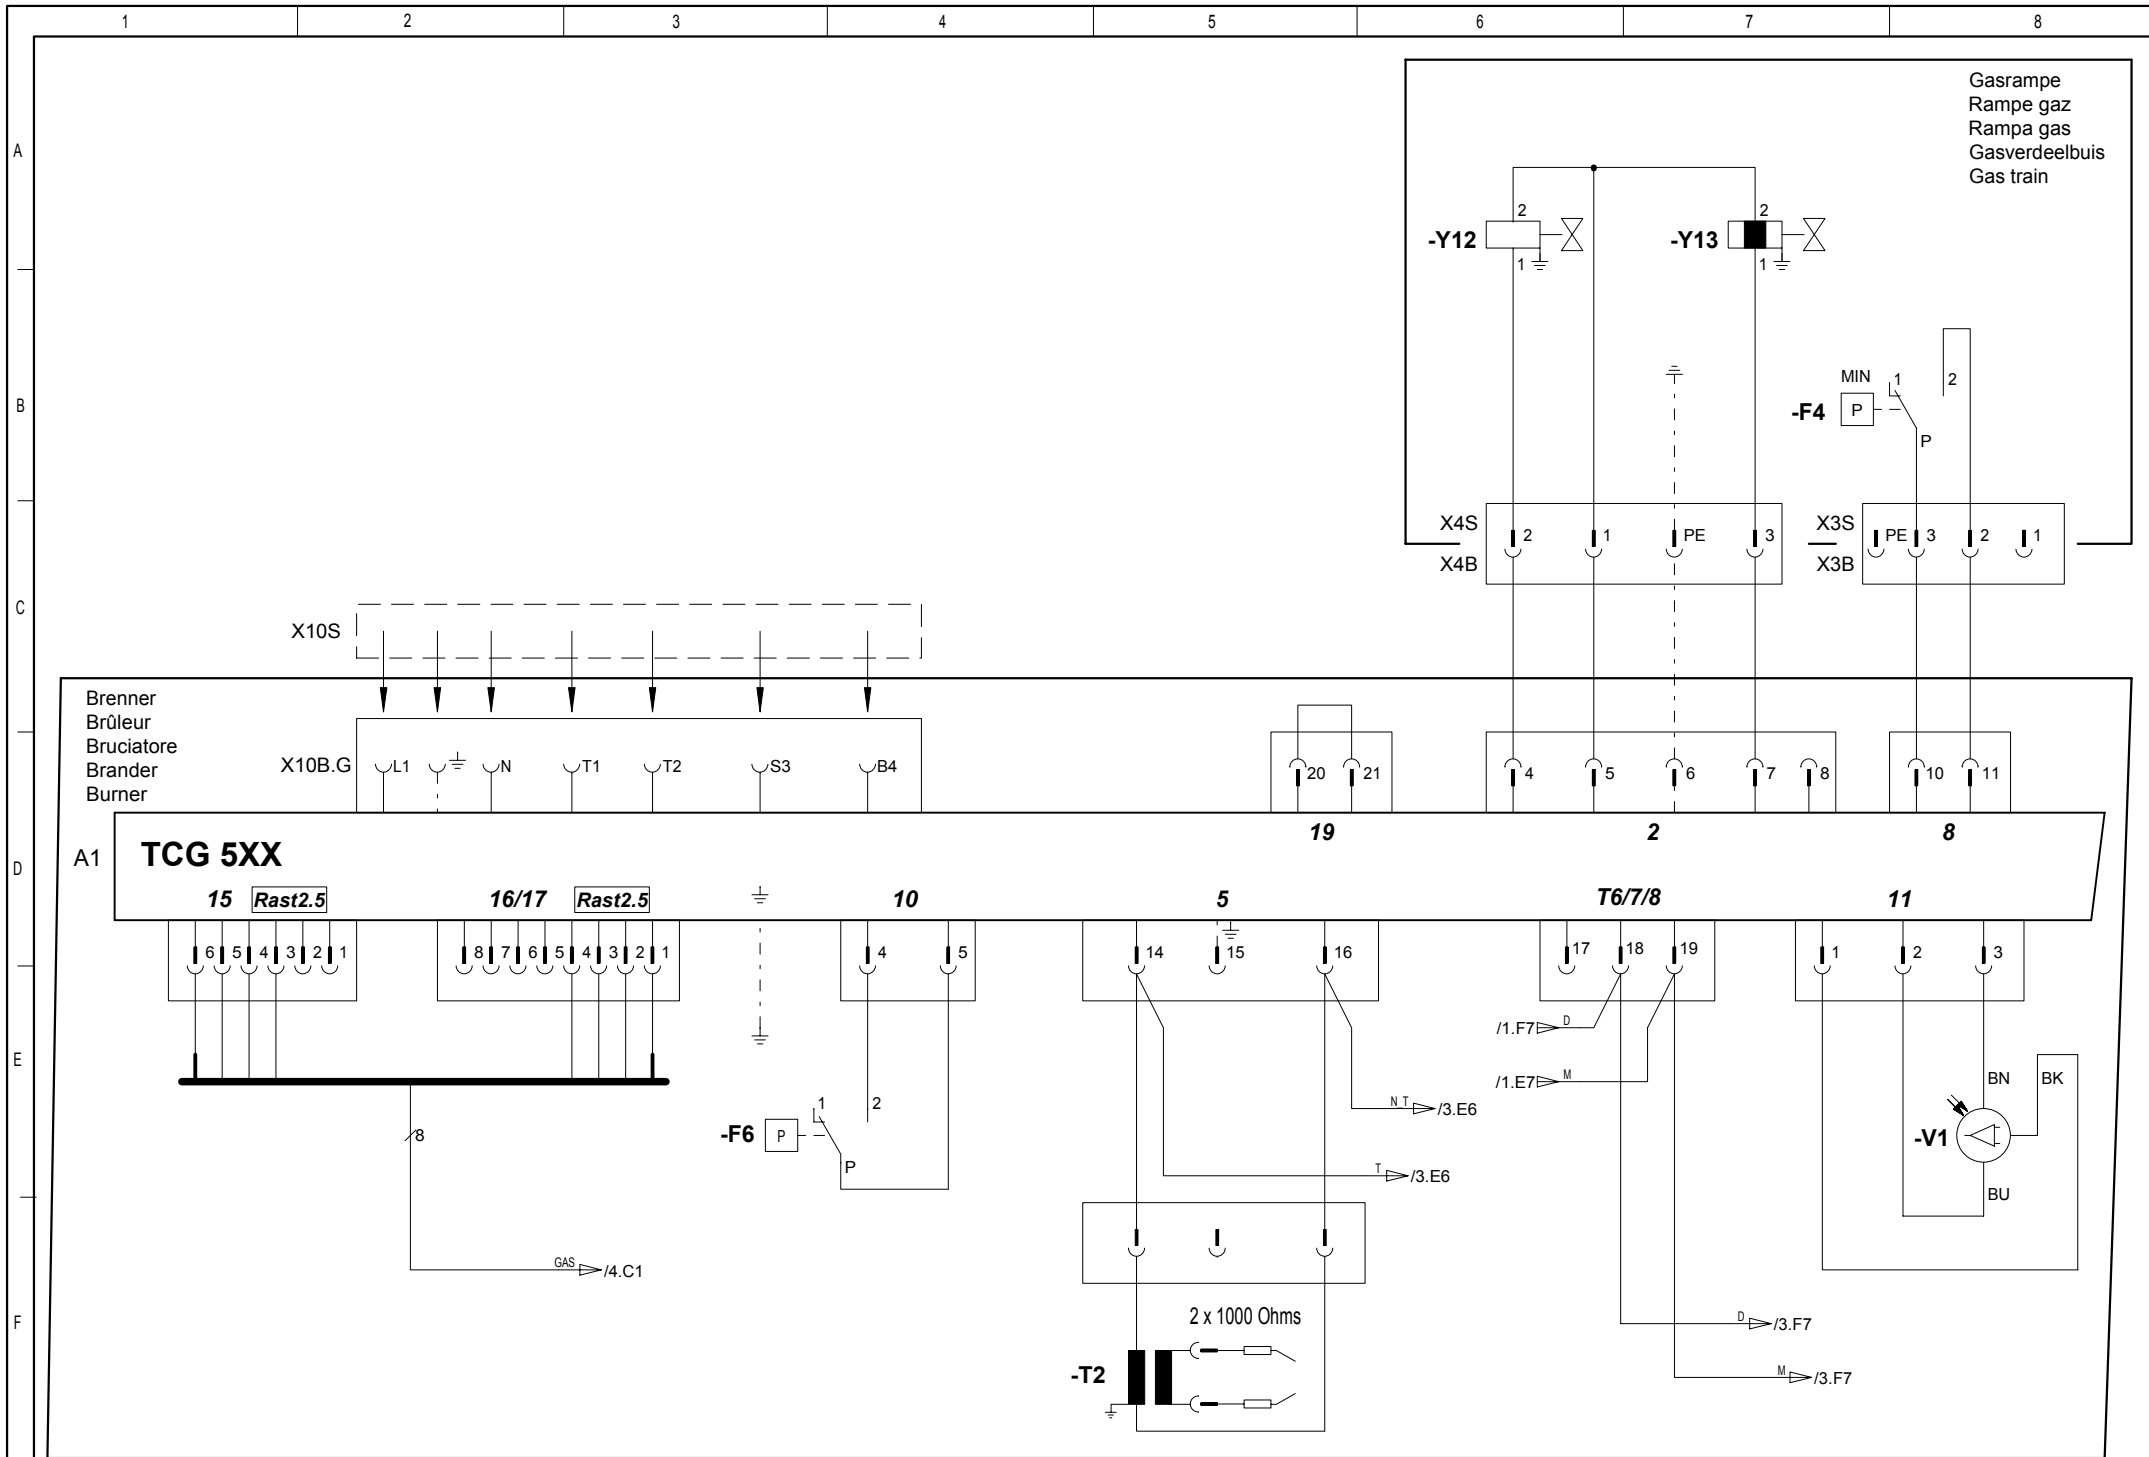 1 2 3 4 5 6 7 8
Gasrampe
Rampe gaz
Rampa gas
Gasverdeelbuis
Gas train
A
2 2
-Y12 -Y13
1 1
B
MIN 1 2
-F4 P
P
X4S 2 1 PE 3 X3S PE 3 2 1
X4B X3B
C
X10S
Brenner
Brûleur
Bruciatore
Brander
Burner
X10B.G L1 N T1 T2 S3 B4 20 21 4 5 6 7 8 10 11
19 2 8
A1 TCG 5XX
D
15 Rast2.5 16/17 Rast2.5 10 5 T6/7/8 11
6 5 4 3 2 1 8 7 6 5 4 3 2 1 4 5 14 15 16 17 18 19 1 2 3
/1.F7 D
E
/1.E7 M BN BK
1 2 N_T /3.E6
8 -F6 P -V1
P T /3.E6
BU
GAS /4.C1
F
2 x 1000 Ohms D /3.F7
-T2 M /3.F7